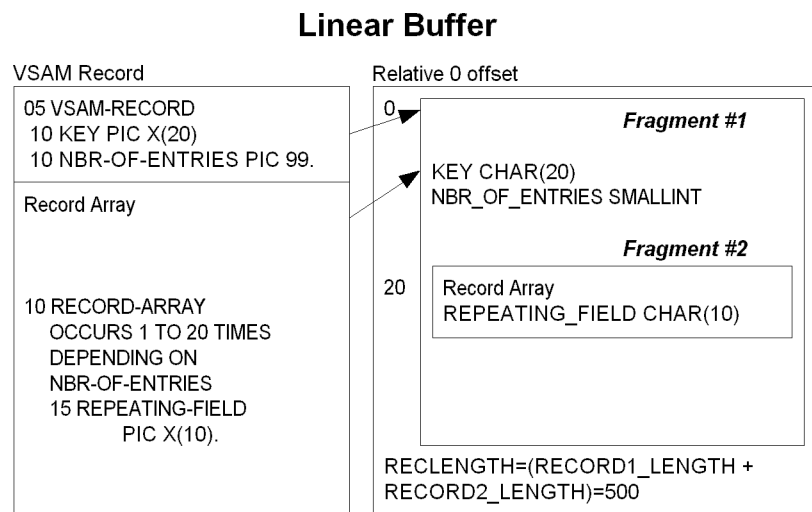 Linear Buffer
VSAM Record
05 VSAM-RECORD
10 KEY PIC X(20)
10 NBR-OF-ENTRIES PIC 99.
Record Array
10 RECORD-ARRAY
OCCURS 1 TO 20 TIMES
DEPENDING ON
NBR-OF-ENTRIES
15 REPEATING-FIELD
PIC X(10).
Relative 0 offset
0
Fragment #1
KEY CHAR(20)
NBR_OF_ENTRIES SMALLINT
Fragment #2
20
Record Array
REPEATING_FIELD CHAR(10)
RECLENGTH=(RECORD1_LENGTH +
RECORD2_LENGTH)=500